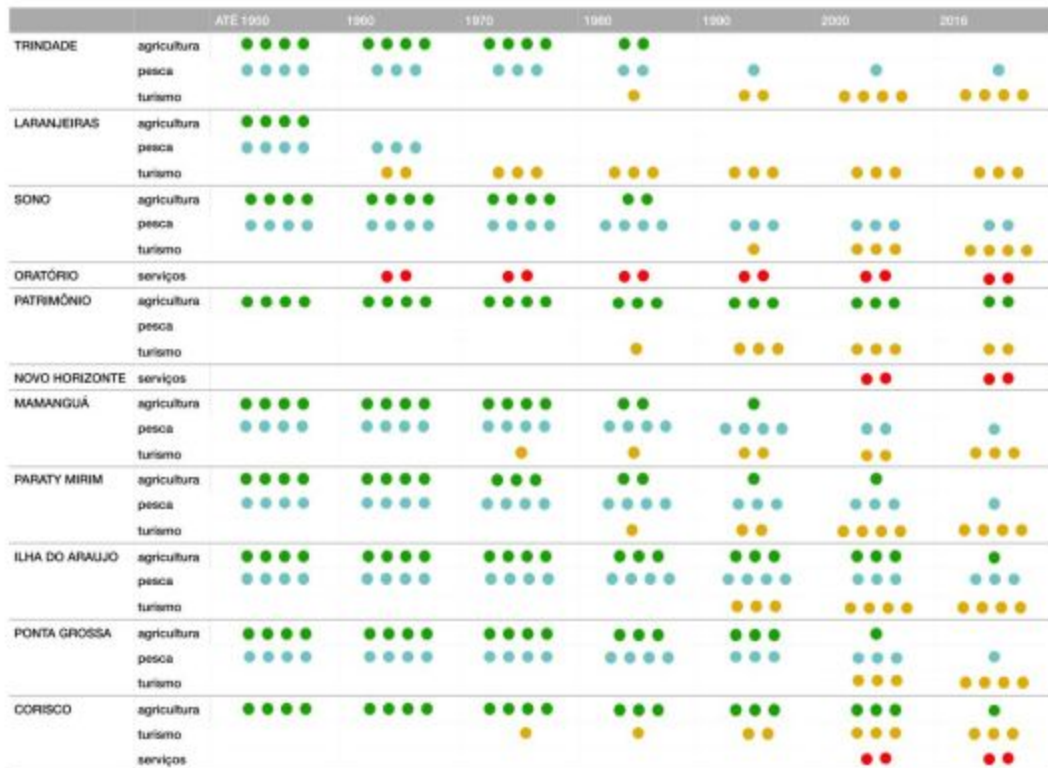 ATÉ 1950 1960 1970 1980 1990 2000 2016
TRINDADE agricultura
pesca
turismo
LARANJEIRAS agricultura
pesca
turismo
SONO agricultura
pesca
turismo
ORATÓRIO serviços
PATRIMÔNIO agricultura
pesca
turismo
NOVO HORIZONTE serviços
MAMANGUÁ agricultura
pesca
turismo
PARATY MIRIM agricultura
pesca
turismo
ILHA DO ARAUJO agricultura
pesca
turismo
PONTA GROSSA agricultura
pesca
turismo
CORISCO agricultura
turismo
serviços